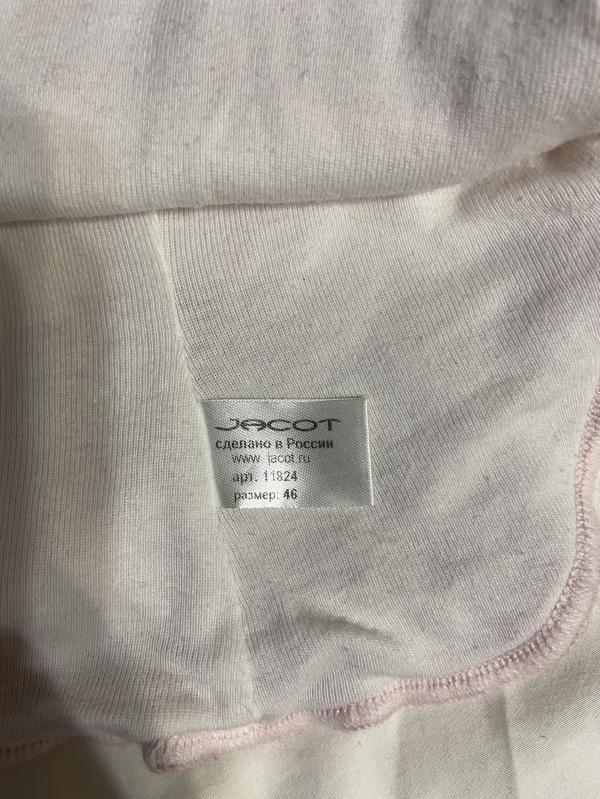 JACOT
сделано в России
www. jacot.ru
арт. 11824
размер: 46